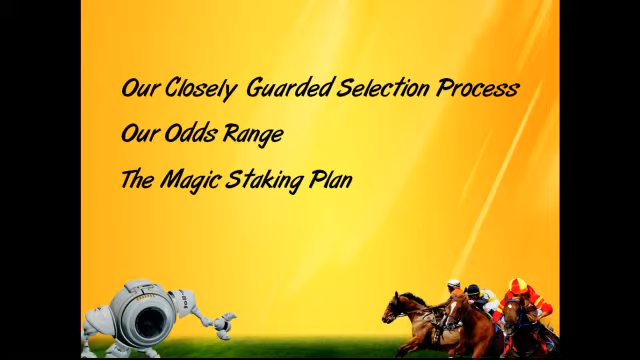 Our Closely Guarded Selection Process
Our Odds Range
The Magic Staking Plan